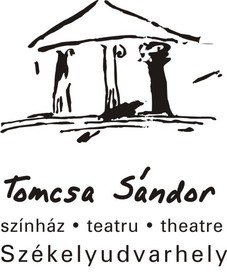 Tomcsa Sándor
színház • teatru • theatre
Székelyudvarhely